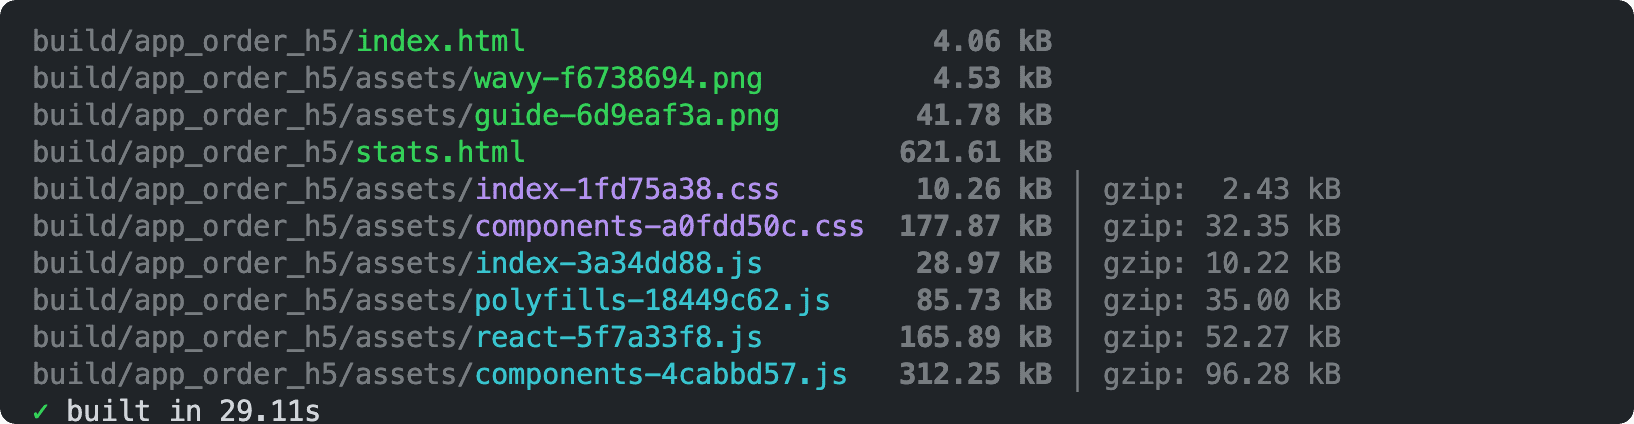 build/app_order_h5/index.html 4.06 kB
build/app_order_h5/assets/wavy-f6738694.png 4.53 kB
build/app_order_h5/assets/guide-6d9eaf3a.png 41.78 kB
build/app_order_h5/stats.html 621.61 kB
build/app_order_h5/assets/index-1fd75a38.css 10.26 kB │ gzip: 2.43 kB
build/app_order_h5/assets/components-a0fdd50c.css 177.87 kB │ gzip: 32.35 kB
build/app_order_h5/assets/index-3a34dd88.js 28.97 kB │ gzip: 10.22 kB
build/app_order_h5/assets/polyfills-18449c62.js 85.73 kB │ gzip: 35.00 kB
build/app_order_h5/assets/react-5f7a33f8.js 165.89 kB │ gzip: 52.27 kB
build/app_order_h5/assets/components-4cabbd57.js 312.25 kB │ gzip: 96.28 kB
✓ built in 29.11s